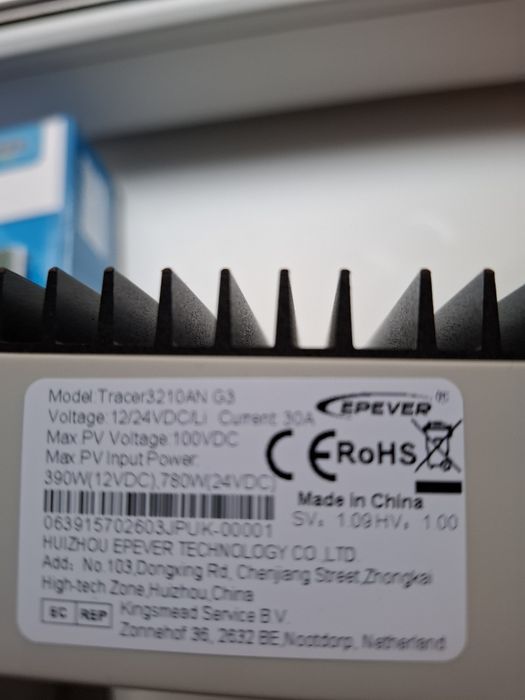 Model:Tracer3210AN G3
Voltage:12/24VDC/Li Current:30A
EPEVER®
Max.PV Voltage:100VDC
Max.PV Input Power:
390W(12VDC),780W(24VDC)
CE RoHS
Made in China
063915702603JPUK-00001
SV: 1.09 HV: 1.00
HUIZHOU EPEVER TECHNOLOGY CO.,LTD.
Add: No.103,Dongxing Rd, Chenjiang Street,Zhongkai
High-tech Zone,Huizhou,China
EC REP Kingsmead Service B.V.
Zonnehof 36, 2632 BE,Nootdorp, Netherland